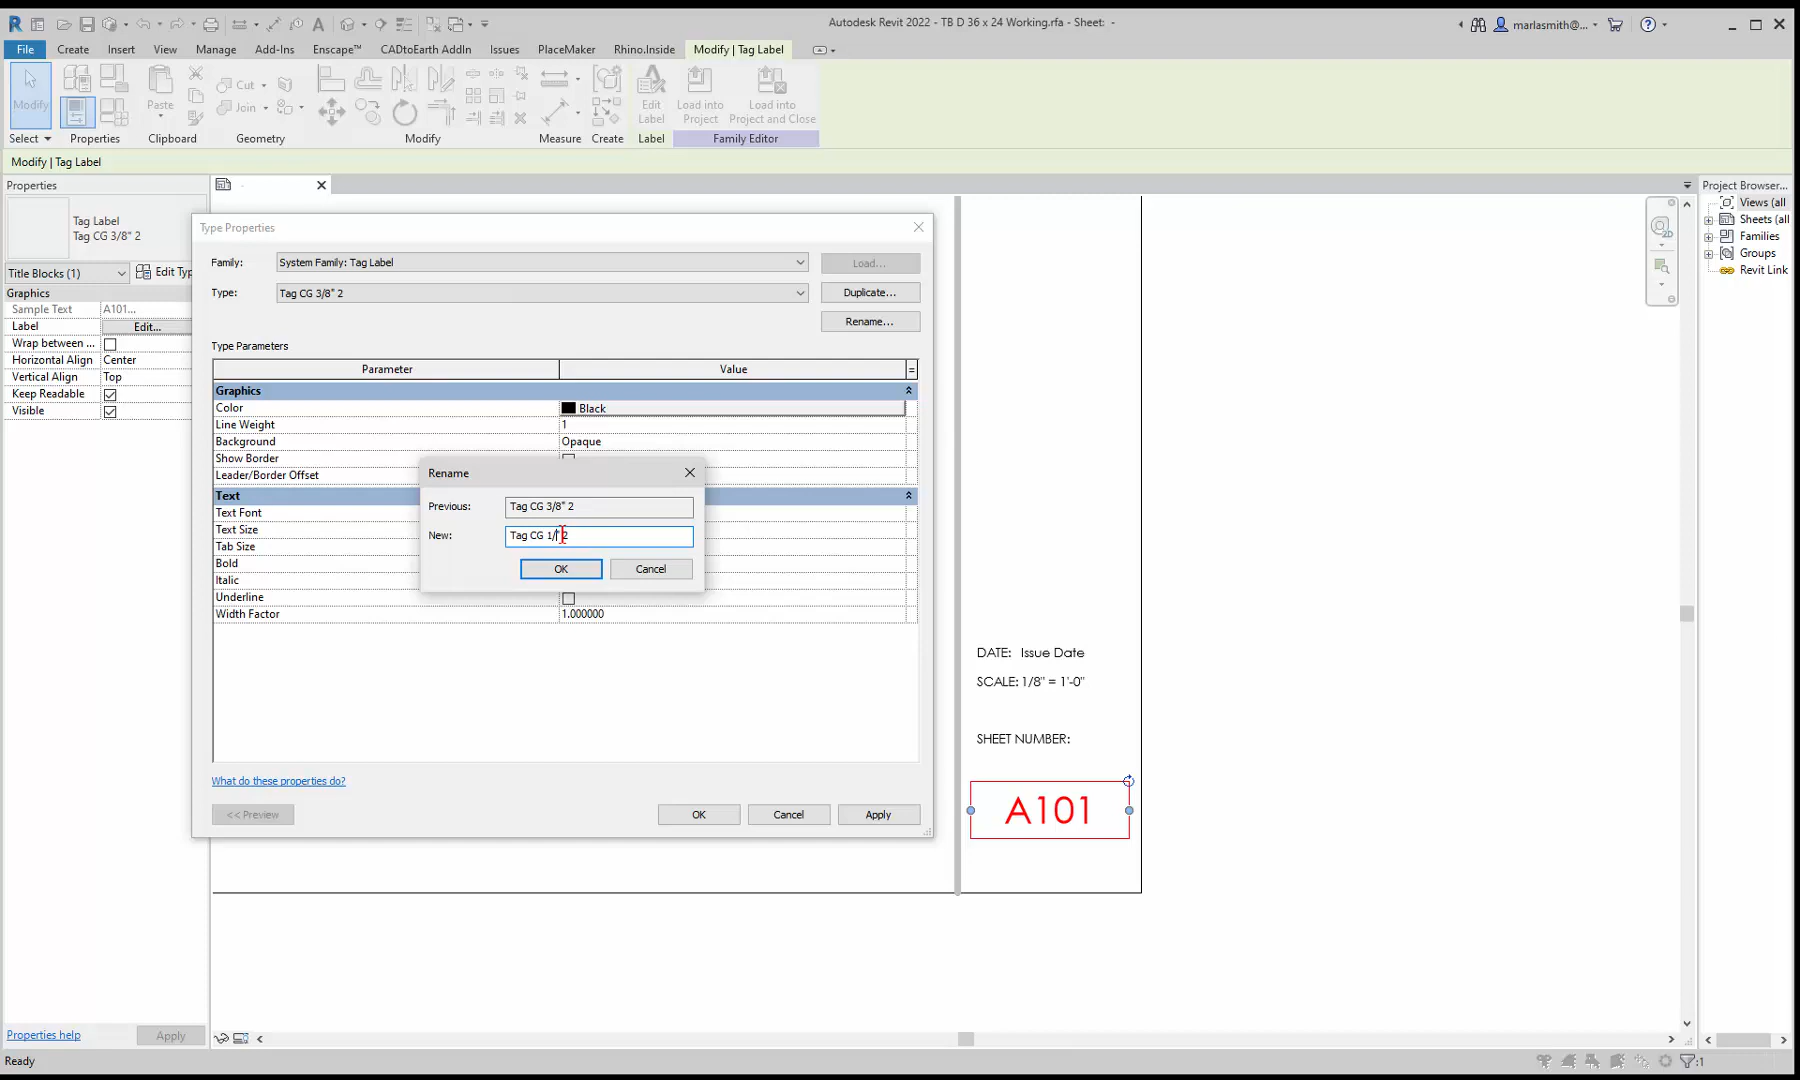 Autodesk Revit 2022 - TB D 36 x 24 Working.rfa - Sheet: -
marlasmith@...
File Create Insert View Manage Add-Ins Enscape™ CADtoEarth AddIn Issues PlaceMaker Rhino.Inside Modify | Tag Label
Modify
Paste
Cut
Join
Edit Label
Load into Project
Load into Project and Close
Select Properties Clipboard Geometry Modify Measure Create Label Family Editor
Modify | Tag Label
Properties
Tag Label
Tag CG 3/8" 2
Title Blocks (1)
Edit Typ
Graphics
Sample Text A101...
Label Edit...
Wrap between ...
Horizontal Align Center
Vertical Align Top
Keep Readable
Visible
Properties help
Apply
Ready
Type Properties
Family: System Family: Tag Label Load...
Type: Tag CG 3/8" 2 Duplicate...
Rename...
Type Parameters
Parameter Value =
Graphics
Color Black
Line Weight 1
Background Opaque
Show Border
Leader/Border Offset
Text
Text Font
Text Size
Tab Size
Bold
Italic
Underline
Width Factor 1.000000
Rename
Previous: Tag CG 3/8" 2
New: Tag CG 1/" 2
OK Cancel
What do these properties do?
<< Preview OK Cancel Apply
DATE: Issue Date
SCALE: 1/8" = 1'-0"
SHEET NUMBER:
A101
2D
Project Browser...
Views (all
Sheets (all
Families
Groups
Revit Link
:1